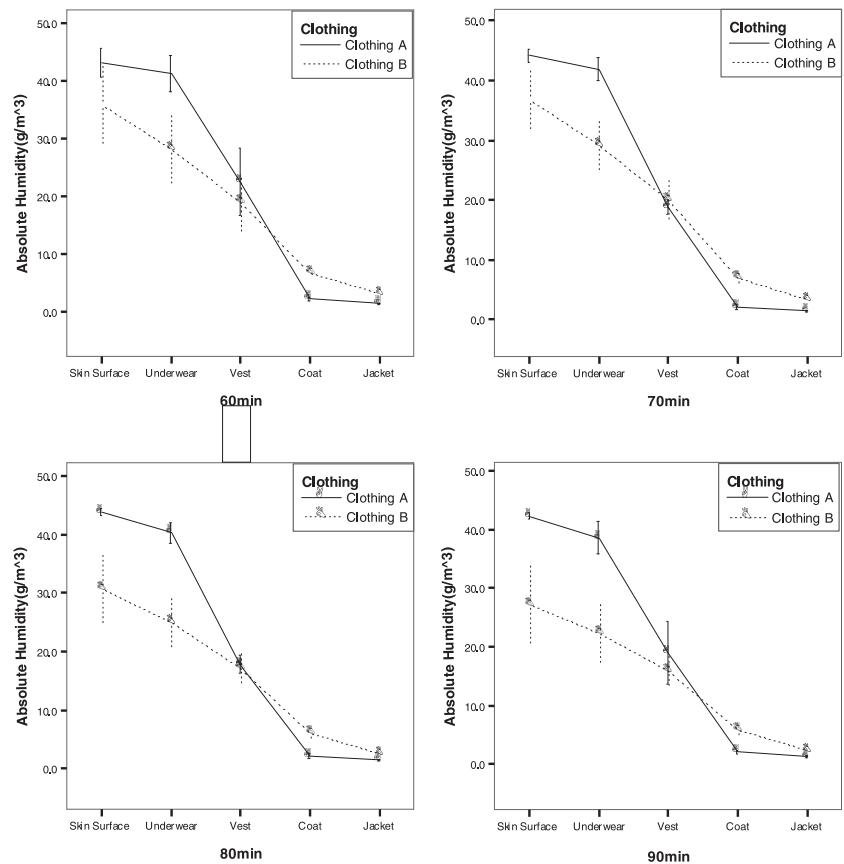 Absolute Humidity(g/m^3)
50.0
40.0
30.0
20.0
10.0
0.0
Clothing
Clothing A
Clothing B
Skin Surface Underwear Vest Coat Jacket
60min
Absolute Humidity(g/m^3)
50.0
40.0
30.0
20.0
10.0
0.0
Clothing
Clothing A
Clothing B
Skin Surface Underwear Vest Coat Jacket
70min
Absolute Humidity(g/m^3)
50.0
40.0
30.0
20.0
10.0
0.0
Clothing
Clothing A
Clothing B
Skin Surface Underwear Vest Coat Jacket
80min
Absolute Humidity(g/m^3)
50.0
40.0
30.0
20.0
10.0
0.0
Clothing
Clothing A
Clothing B
Skin Surface Underwear Vest Coat Jacket
90min